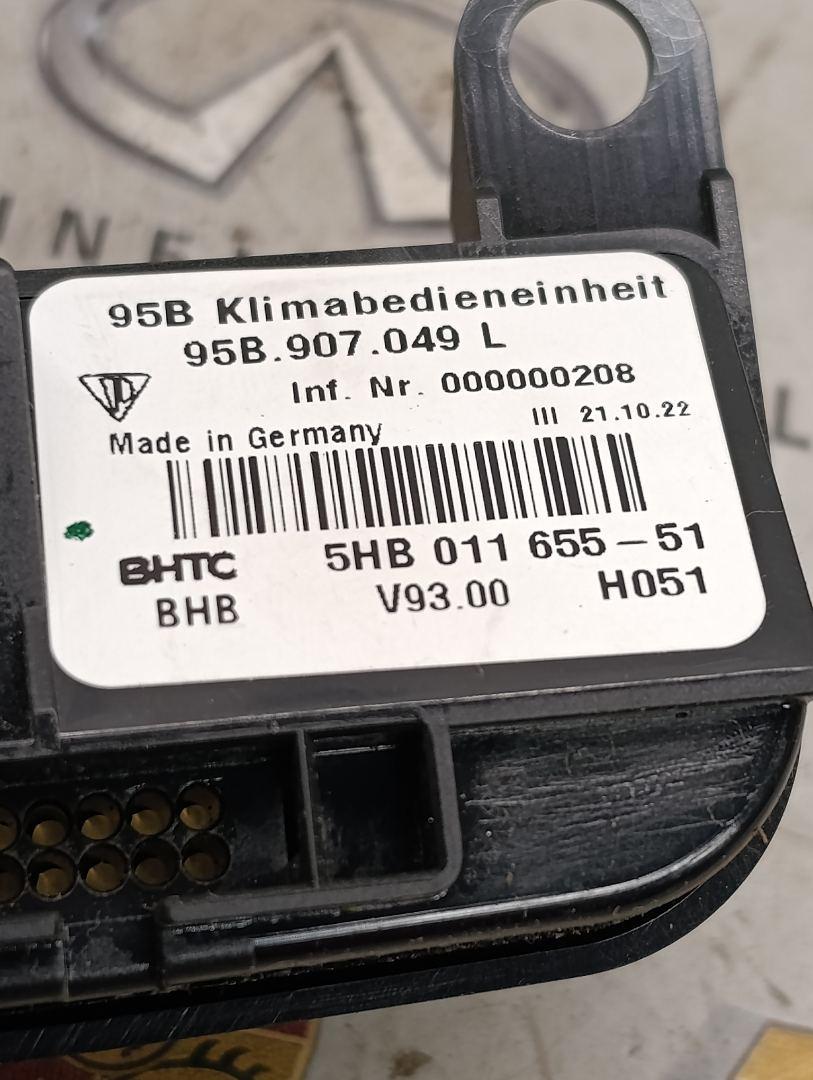 95B Klimabedieneinheit
95B.907.049 L
Inf. Nr. 000000208
III 21.10.22
Made in Germany
BHTC 5HB 011 655-51
BHB V93.00 H051